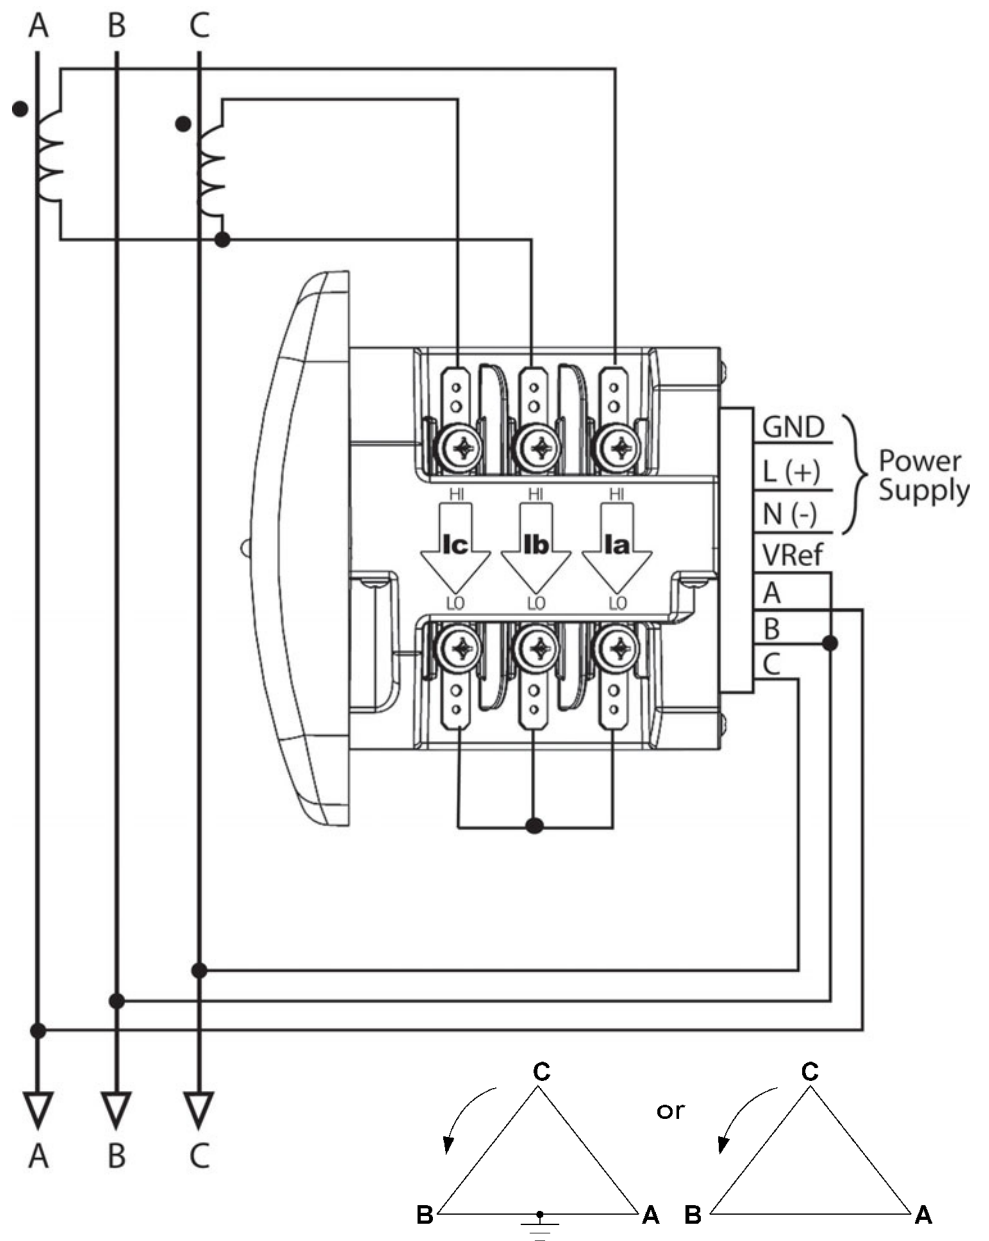 A B C
HI HI HI
Ic Ib Ia
LO LO LO
GND
L (+)
N (-)
Power
Supply
VRef
A
B
C
A B C
C
B A
or
C
B A